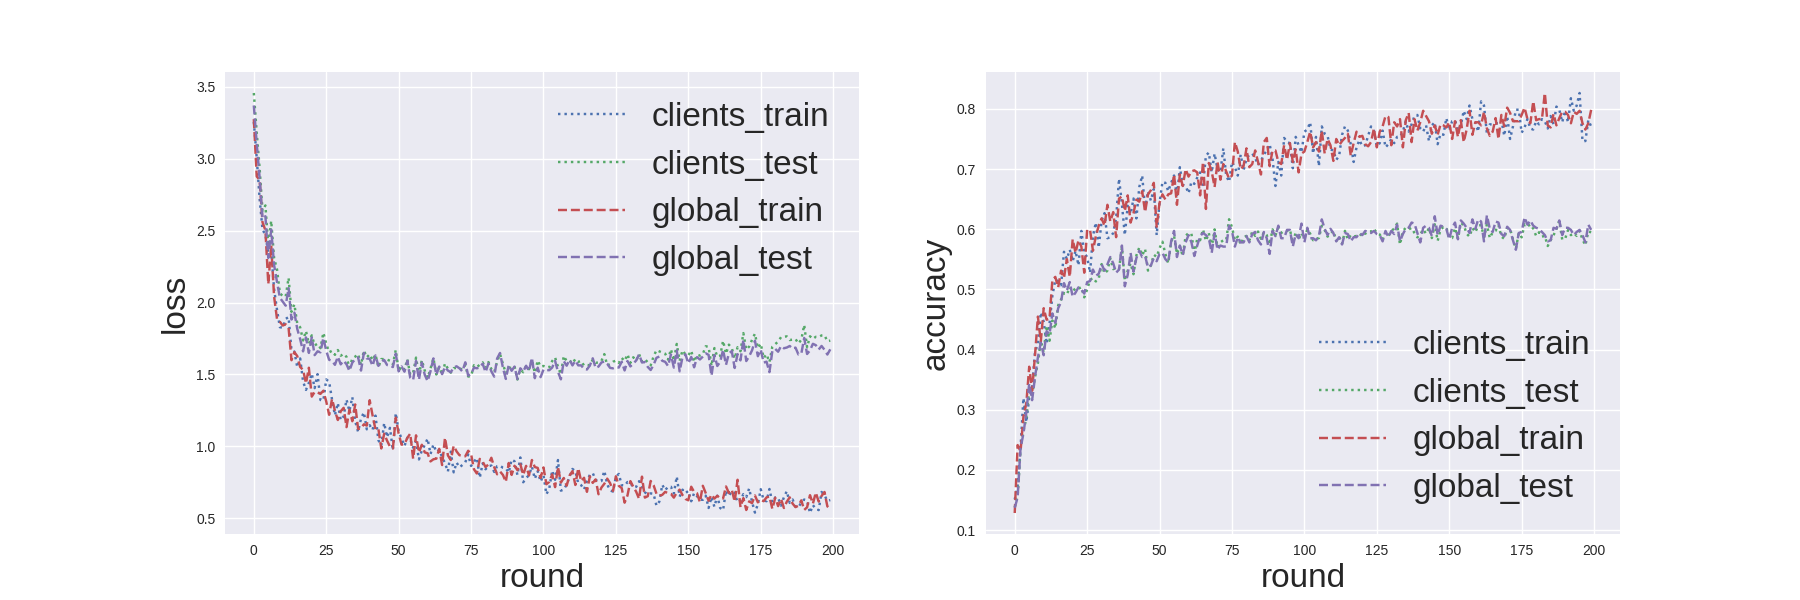 3.5
3.0
2.5
2.0
1.5
1.0
0.5
loss
0 25 50 75 100 125 150 175 200
round
clients_train
clients_test
global_train
global_test
0.8
0.7
0.6
0.5
0.4
0.3
0.2
0.1
accuracy
0 25 50 75 100 125 150 175 200
round
clients_train
clients_test
global_train
global_test